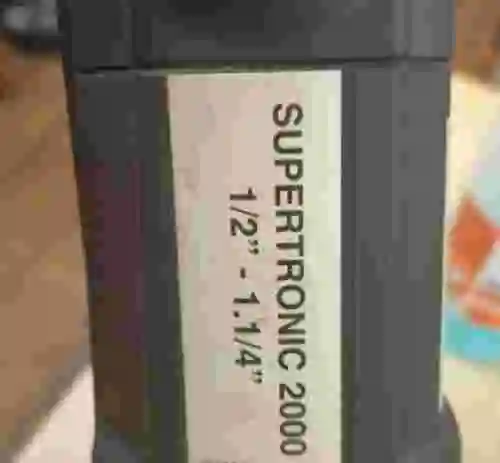 SUPERTRONIC 2000
1/2” - 1.1/4”